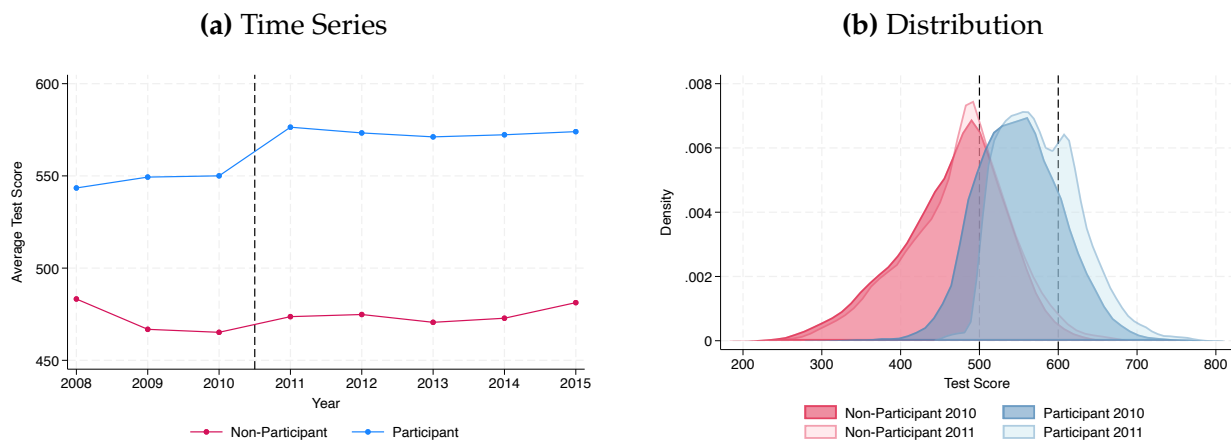 (a) Time Series
600
550
500
450
Average Test Score
2008 2009 2010 2011 2012 2013 2014 2015
Year
Non-Participant Participant
(b) Distribution
.008
.006
.004
.002
0
Density
200 300 400 500 600 700 800
Test Score
Non-Participant 2010 Participant 2010
Non-Participant 2011 Participant 2011